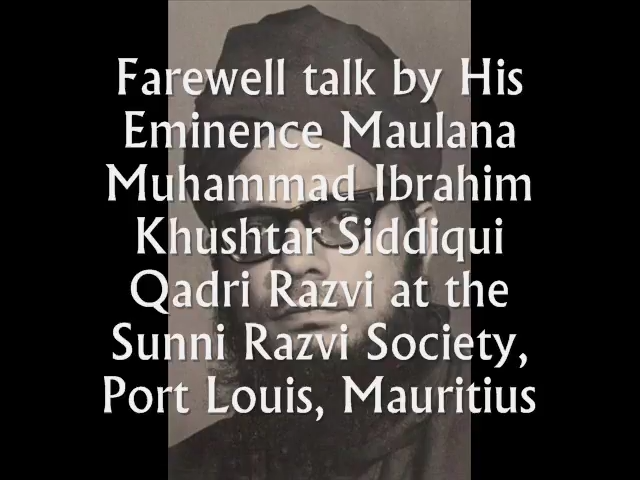 Farewell talk by His
Eminence Maulana
Muhammad Ibrahim
Khushtar Siddiqui
Qadri Razvi at the
Sunni Razvi Society,
Port Louis, Mauritius